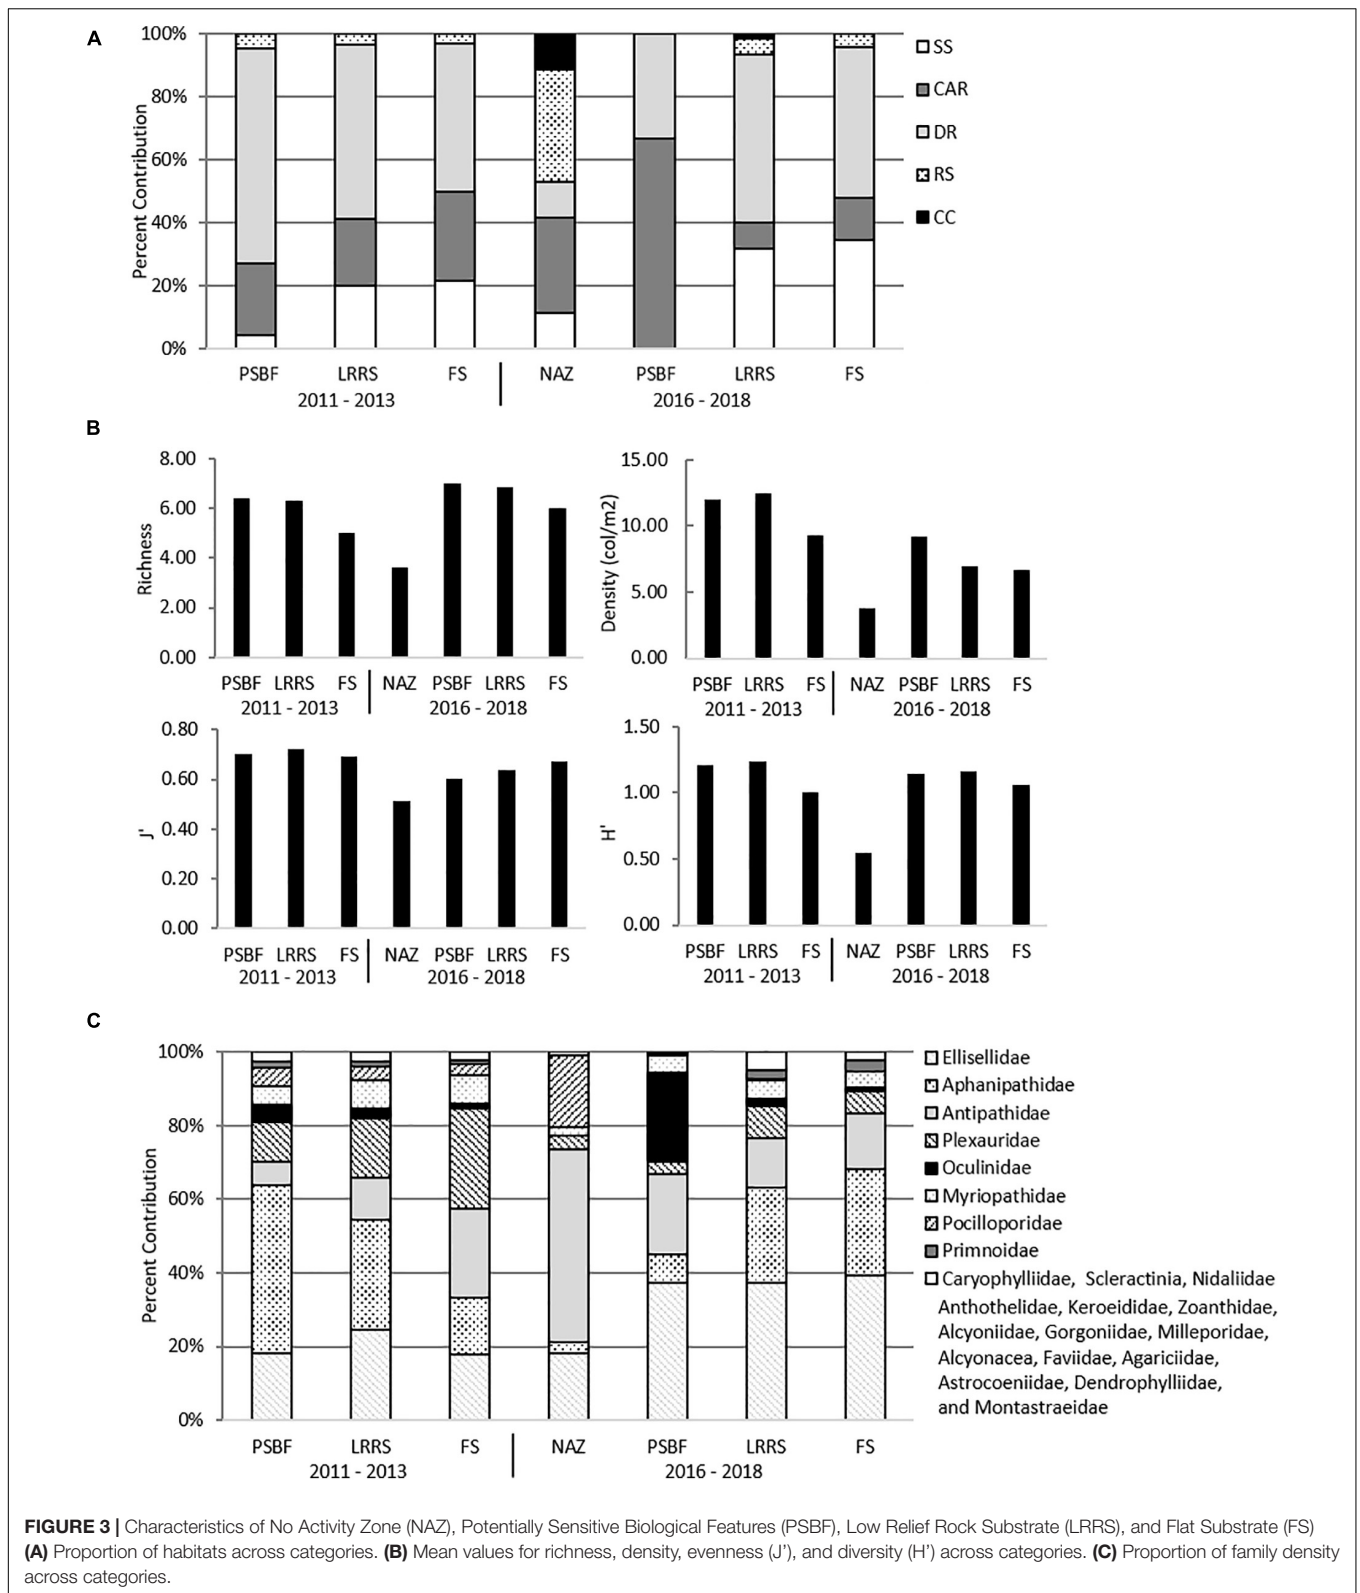 A
100%
80%
60%
40%
20%
0%
Percent Contribution
SS
CAR
DR
RS
CC
PSBF LRRS FS NAZ PSBF LRRS FS
2011 - 2013 2016 - 2018
B
8.00
6.00
4.00
2.00
0.00
Richness
PSBF LRRS FS NAZ PSBF LRRS FS
2011 - 2013 2016 - 2018
15.00
10.00
5.00
0.00
Density (col/m2)
PSBF LRRS FS NAZ PSBF LRRS FS
2011 - 2013 2016 - 2018
0.80
0.60
0.40
0.20
0.00
J'
PSBF LRRS FS NAZ PSBF LRRS FS
2011 - 2013 2016 - 2018
1.50
1.00
0.50
0.00
H'
PSBF LRRS FS NAZ PSBF LRRS FS
2011 - 2013 2016 - 2018
C
100%
80%
60%
40%
20%
0%
Percent Contribution
Ellisellidae
Aphanipathidae
Antipathidae
Plexauridae
Oculinidae
Myriopathidae
Pocilloporidae
Primnoidae
Caryophylliidae, Scleractinia, Nidaliidae
Anthothelidae, Keroeididae, Zoanthidae,
Alcyoniidae, Gorgoniidae, Milleporidae,
Alcyonacea, Faviidae, Agariciidae,
Astrocoeniidae, Dendrophylliidae,
and Montastraeidae
PSBF LRRS FS NAZ PSBF LRRS FS
2011 - 2013 2016 - 2018
FIGURE 3 | Characteristics of No Activity Zone (NAZ), Potentially Sensitive Biological Features (PSBF), Low Relief Rock Substrate (LRRS), and Flat Substrate (FS)
(A) Proportion of habitats across categories. (B) Mean values for richness, density, evenness (J'), and diversity (H') across categories. (C) Proportion of family density
across categories.